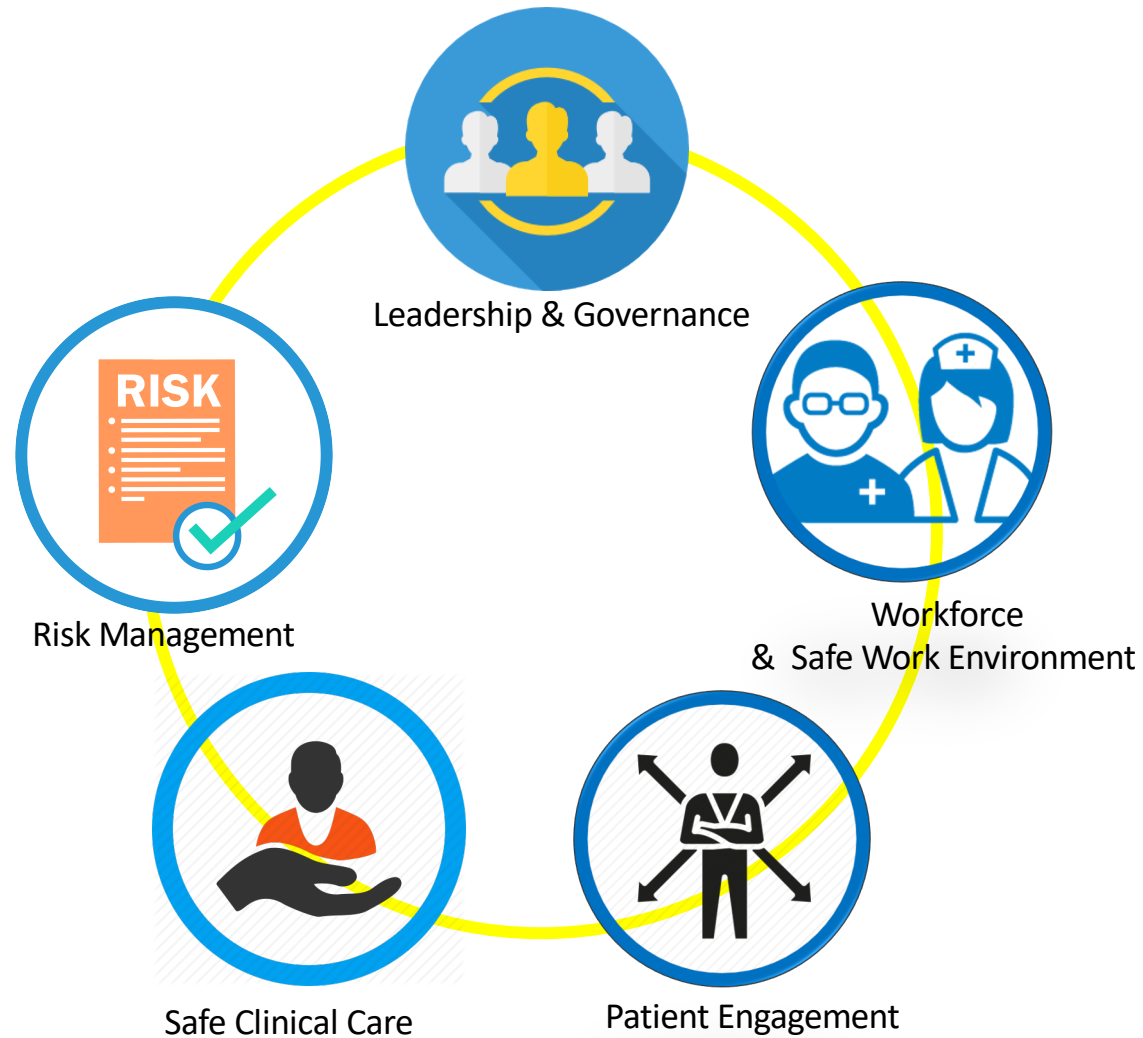 Leadership & Governance
RISK
Risk Management
Workforce
& Safe Work Environment
Safe Clinical Care
Patient Engagement